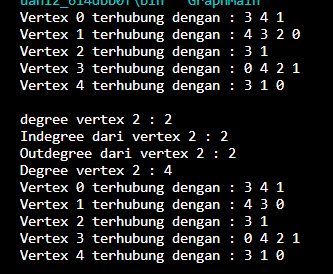 GraphMain
Vertex 0 terhubung dengan : 3 4 1
Vertex 1 terhubung dengan : 4 3 2 0
Vertex 2 terhubung dengan : 3 1
Vertex 3 terhubung dengan : 0 4 2 1
Vertex 4 terhubung dengan : 3 1 0
degree vertex 2 : 2
Indegree dari vertex 2 : 2
Outdegree dari vertex 2 : 2
Degree vertex 2 : 4
Vertex 0 terhubung dengan : 3 4 1
Vertex 1 terhubung dengan : 4 3 0
Vertex 2 terhubung dengan : 3 1
Vertex 3 terhubung dengan : 0 4 2 1
Vertex 4 terhubung dengan : 3 1 0